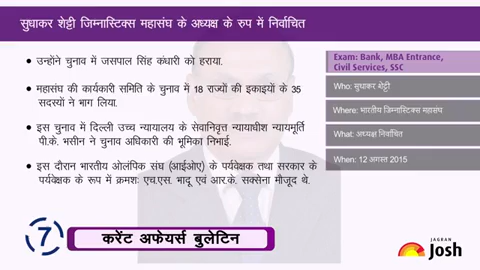 सुधाकर शेट्टी जिम्नास्टिक्स महासंघ के अध्यक्ष के रुप में निर्वाचित
उन्होंने चुनाव में जसपाल सिंह कंधारी को हराया.
महासंघ की कार्यकारी समिति के चुनाव में 18 राज्यों की इकाइयों के 35
सदस्यों ने भाग लिया.
इस चुनाव में दिल्ली उच्च न्यायालय के सेवानिवृत्त न्यायाधीश न्यायमूर्ति
पी.के. भसीन ने चुनाव अधिकारी की भूमिका निभाई.
इस दौरान भारतीय ओलंपिक संघ (आईओए) के पर्यवेक्षक तथा सरकार के
पर्यवेक्षक के रूप में क्रमशः एच.एस. भादू एवं आर.के. सक्सेना मौजूद थे.
Exam: Bank, MBA Entrance,
Civil Services, SSC
Who: सुधाकर शेट्टी
Where: भारतीय जिम्नास्टिक्स महासंघ
What: अध्यक्ष निर्वाचित
When: 12 अगस्त 2015
7
करेंट अफेयर्स बुलेटिन
JAGRAN
Josh